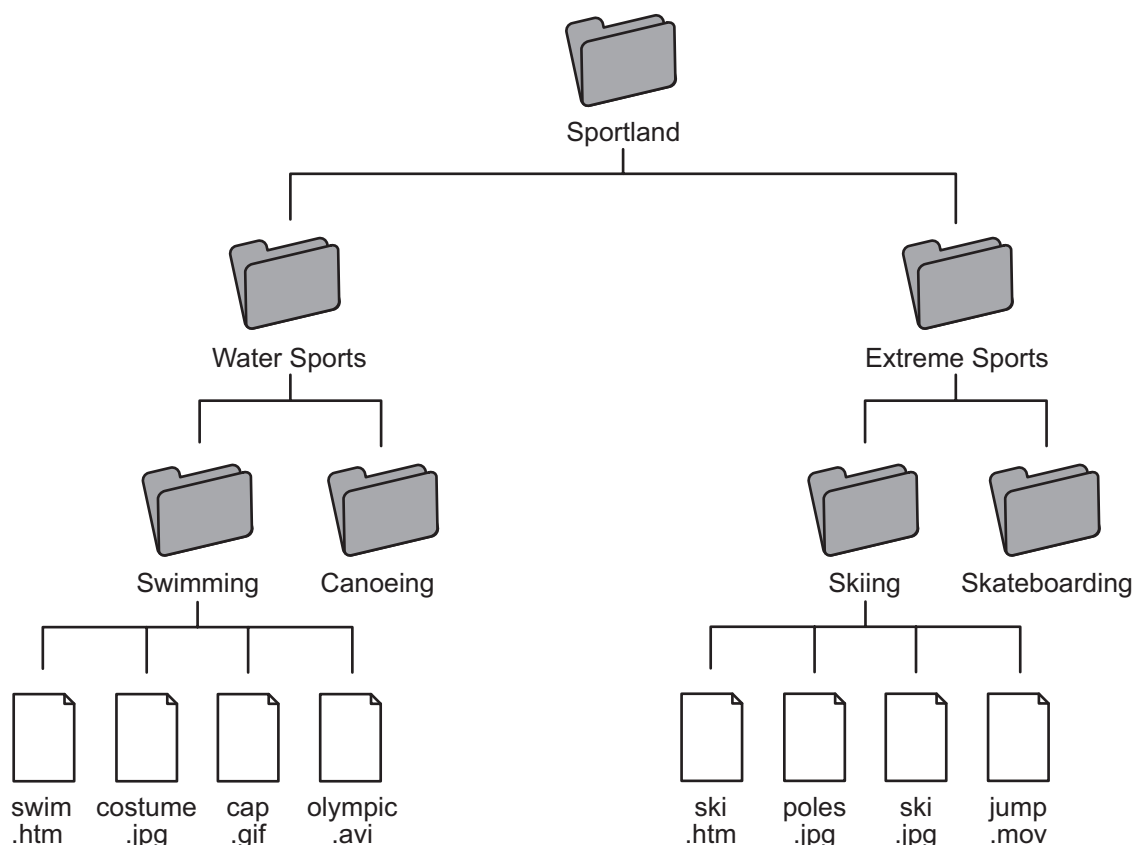 Sportland
Water Sports
Extreme Sports
Swimming
Canoeing
Skiing
Skateboarding
swim
.htm
costume
.jpg
cap
.gif
olympic
.avi
ski
.htm
poles
.jpg
ski
.jpg
jump
.mov